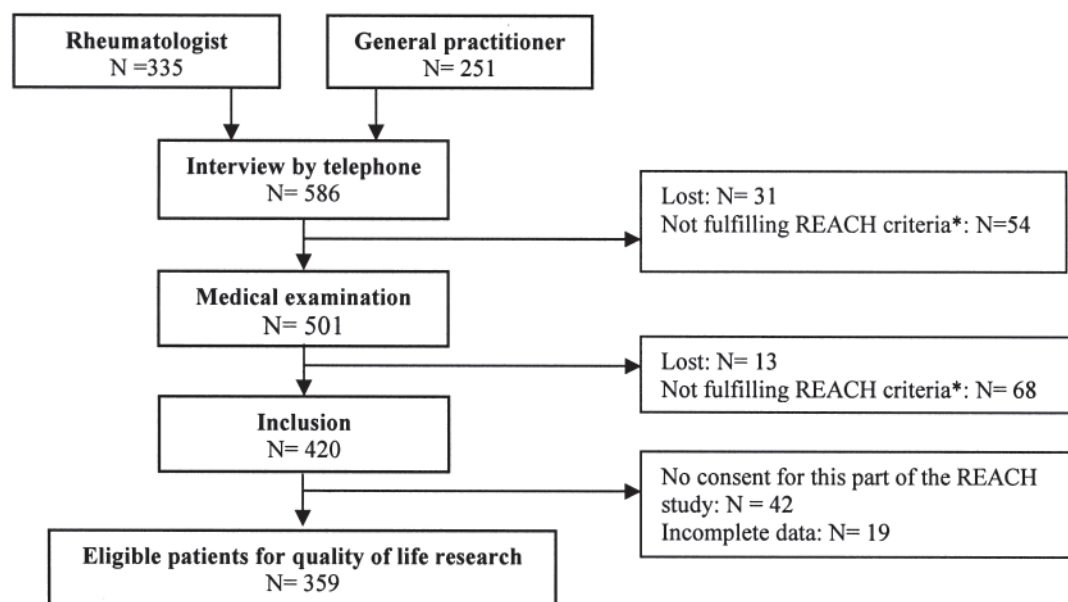 Rheumatologist
N =335
General practitioner
N= 251
Interview by telephone
N= 586
Lost: N= 31
Not fulfilling REACH criteria*: N=54
Medical examination
N= 501
Lost: N= 13
Not fulfilling REACH criteria*: N= 68
Inclusion
N= 420
No consent for this part of the REACH
study: N = 42
Incomplete data: N= 19
Eligible patients for quality of life research
N= 359